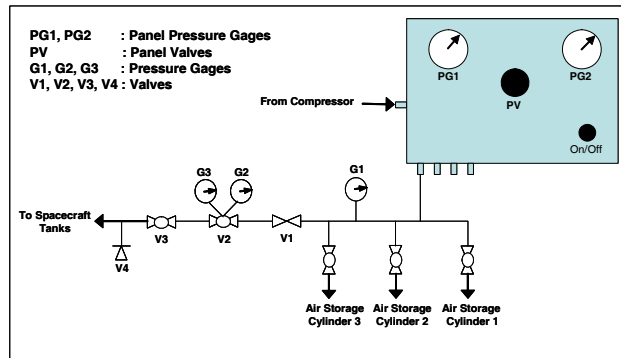 PG1, PG2 : Panel Pressure Gages
PV : Panel Valves
G1, G2, G3 : Pressure Gages
V1, V2, V3, V4 : Valves
PG1
PG2
PV
From Compressor
On/Off
G3
G2
G1
To Spacecraft
Tanks
V3
V2
V1
V4
Air Storage
Cylinder 3
Air Storage
Cylinder 2
Air Storage
Cylinder 1